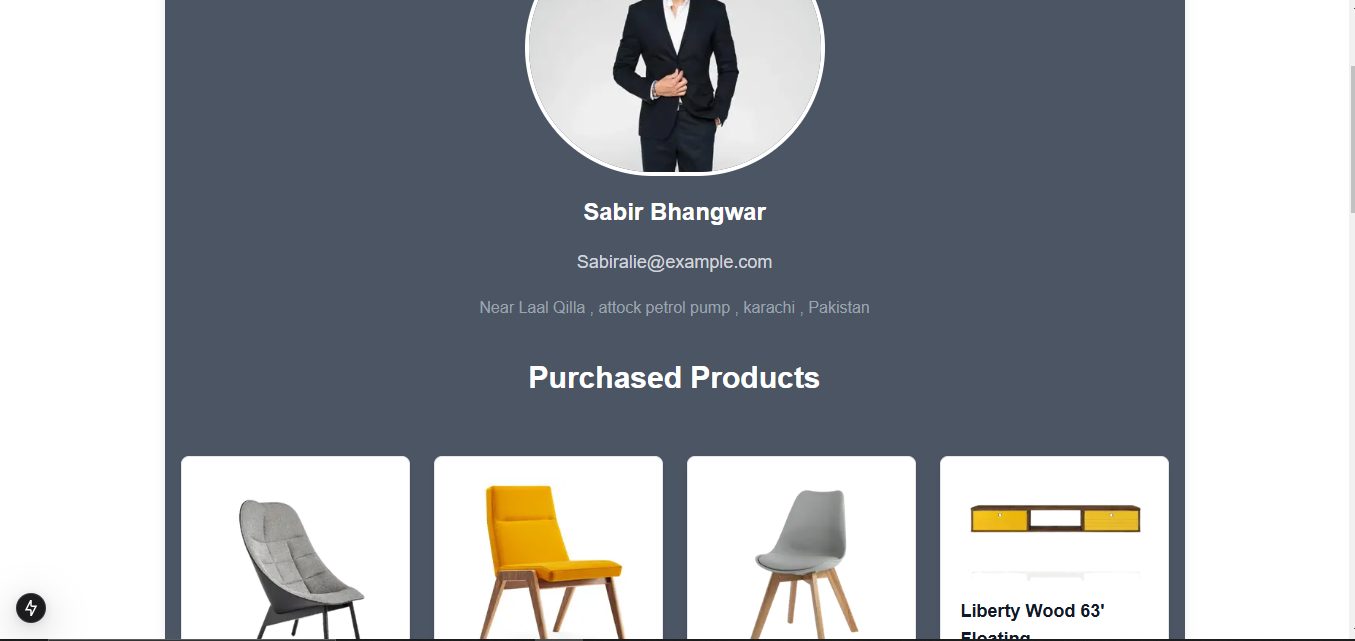 Sabir Bhangwar
Sabiralie@example.com
Near Laal Qilla , attock petrol pump , karachi , Pakistan
Purchased Products
Liberty Wood 63'
Floating